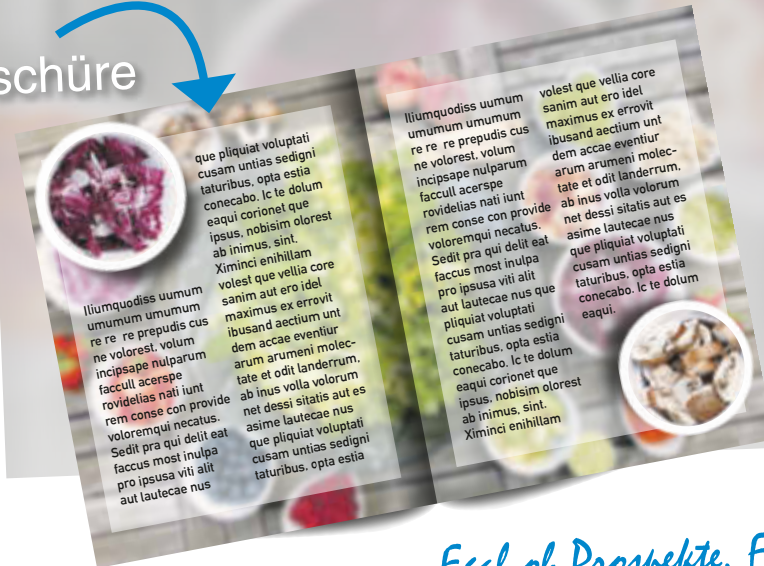 schüre
Iliumquodiss uumum
umumum umumum
re re  re prepudis cus
ne volorest, volum
incipsape nulparum
faccull acerspe
rovidelias nati iunt
rem conse con provide
voloremqui necatus.
Sedit pra qui delit eat
faccus most inulpa
pro ipsusa viti alit
aut lautecae nus
que pliquiat voluptati
cusam untias sedigni
taturibus, opta estia
conecabo. Ic te dolum
eaqui corionet que
ipsus, nobisim olorest
ab inimus, sint.
Ximinci enihillam
volest que vellia core
sanim aut ero idel
maximus ex errovit
ibusand aectium unt
dem accae eventiur
arum arumeni molec-
tate et odit landerrum,
ab inus volla volorum
net dessi sitatis aut es
asime lautecae nus
que pliquiat voluptati
cusam untias sedigni
taturibus, opta estia
Iliumquodiss uumum
umumum umumum
re re  re prepudis cus
ne volorest, volum
incipsape nulparum
faccull acerspe
rovidelias nati iunt
rem conse con provide
voloremqui necatus.
Sedit pra qui delit eat
faccus most inulpa
pro ipsusa viti alit
aut lautecae nus que
pliquiat voluptati
cusam untias sedigni
taturibus, opta estia
conecabo. Ic te dolum
eaqui corionet que
ipsus, nobisim olorest
ab inimus, sint.
Ximinci enihillam
volest que vellia core
sanim aut ero idel
maximus ex errovit
ibusand aectium unt
dem accae eventiur
arum arumeni molec-
tate et odit landerrum,
ab inus volla volorum
net dessi sitatis aut es
asime lautecae nus
que pliquiat voluptati
cusam untias sedigni
taturibus, opta estia
conecabo. Ic te dolum
eaqui.
Egal ob Prospekte, F